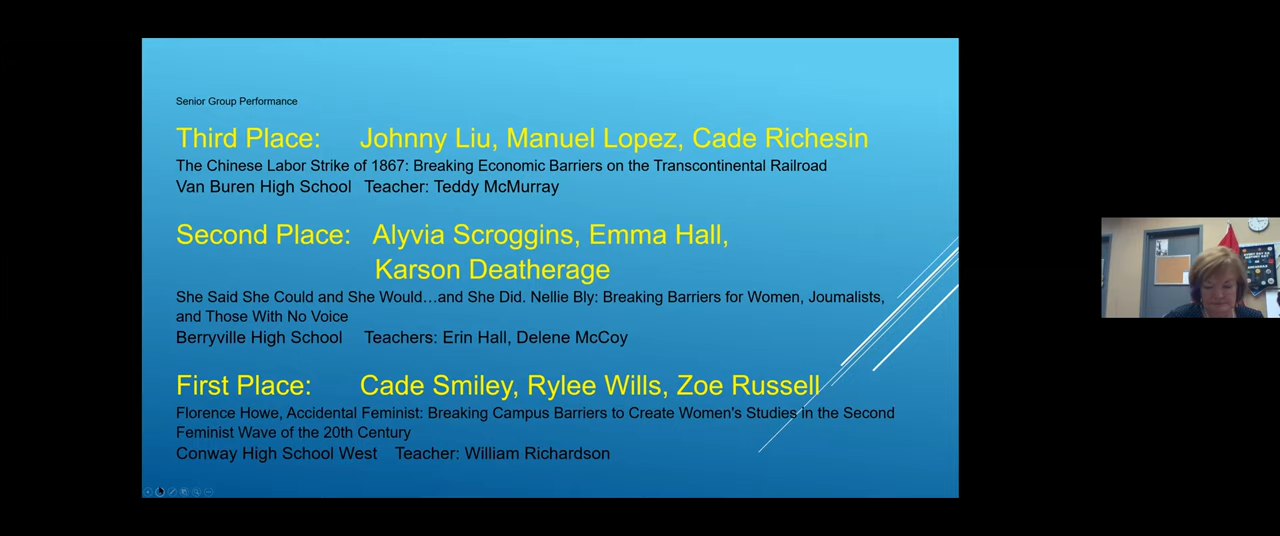 Senior Group Performance
Third Place: Johnny Liu, Manuel Lopez, Cade Richesin
The Chinese Labor Strike of 1867: Breaking Economic Barriers on the Transcontinental Railroad
Van Buren High School Teacher: Teddy McMurray
Second Place: Alyvia Scroggins, Emma Hall,
Karson Deatherage
She Said She Could and She Would…and She Did. Nellie Bly: Breaking Barriers for Women, Joumalists,
and Those With No Voice
Berryville High School Teachers: Erin Hall, Delene McCoy
First Place: Cade Smiley, Rylee Wills, Zoe Russell
Florence Howe, Accidental Feminist: Breaking Campus Barriers to Create Women's Studies in the Second
Feminist Wave of the 20th Century
Conway High School West Teacher: William Richardson